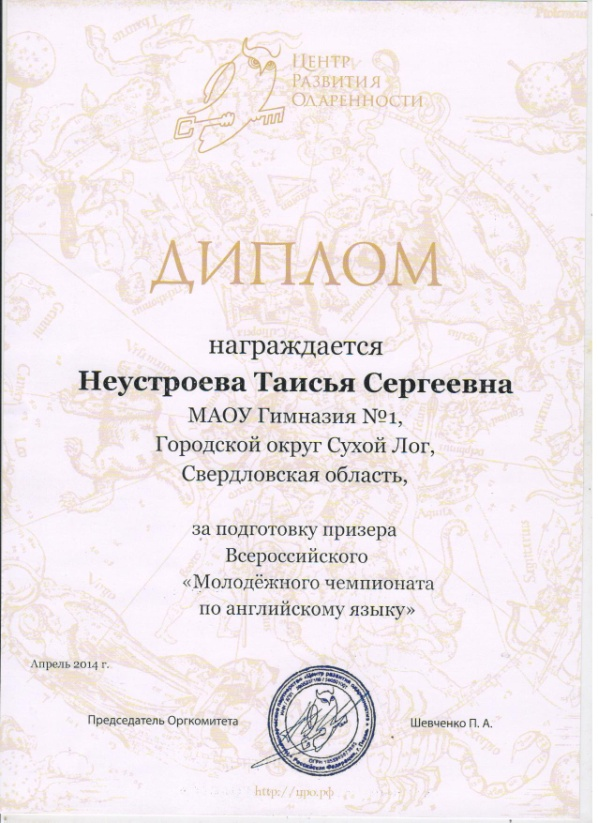 Центр
Развития
Одаренности
ДИПЛОМ
награждается
Неустроева Таисья Сергеевна
МАОУ Гимназия №1,
Городской округ Сухой Лог,
Свердловская область,
за подготовку призера
Всероссийского
«Молодёжного чемпионата
по английскому языку»
Апрель 2014 г.
Председатель Оргкомитета
Шевченко П. А.
http://цро.рф
Sagittarius